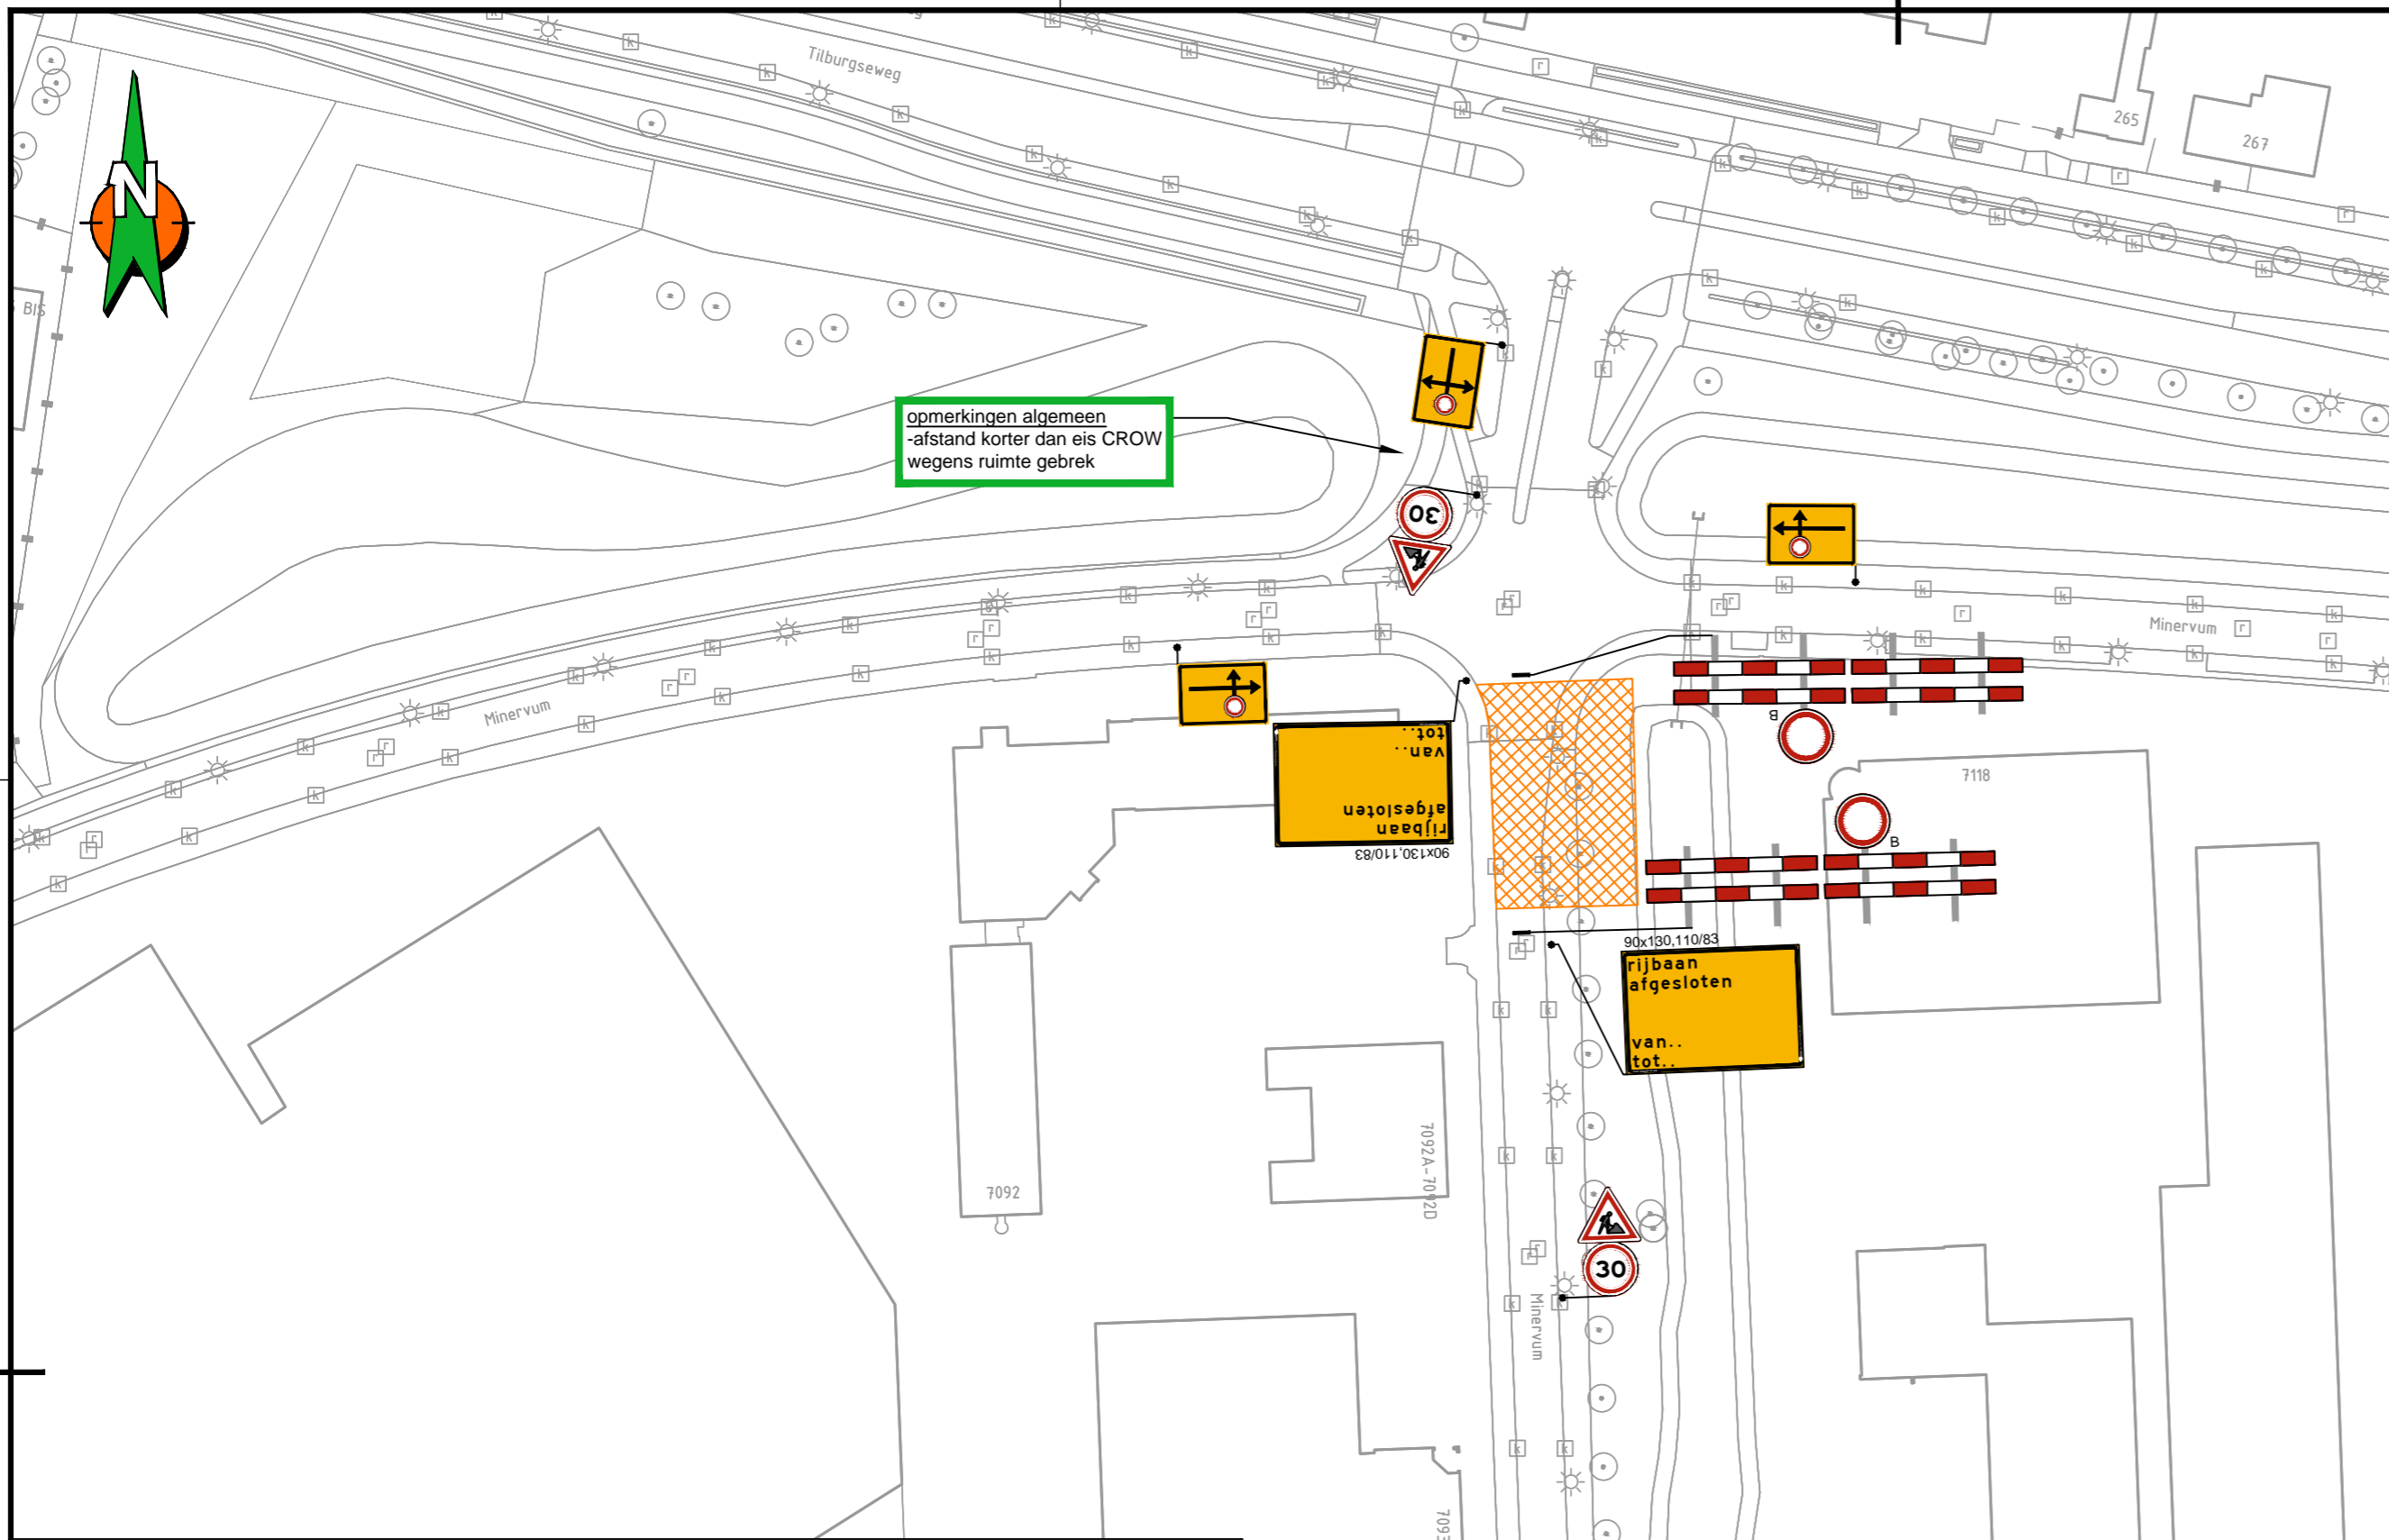 Tilburgseweg
265
267
N
BIS
opmerkingen algemeen
-afstand korter dan eis CROW
wegens ruimte gebrek
30
Minervum
Minervum
rijbaan
afgesloten
van..
tot..
90x130,110/83
B
7118
B
90x130,110/83
rijbaan
afgesloten
van..
tot..
7092
7092A-7092D
30
Minervum